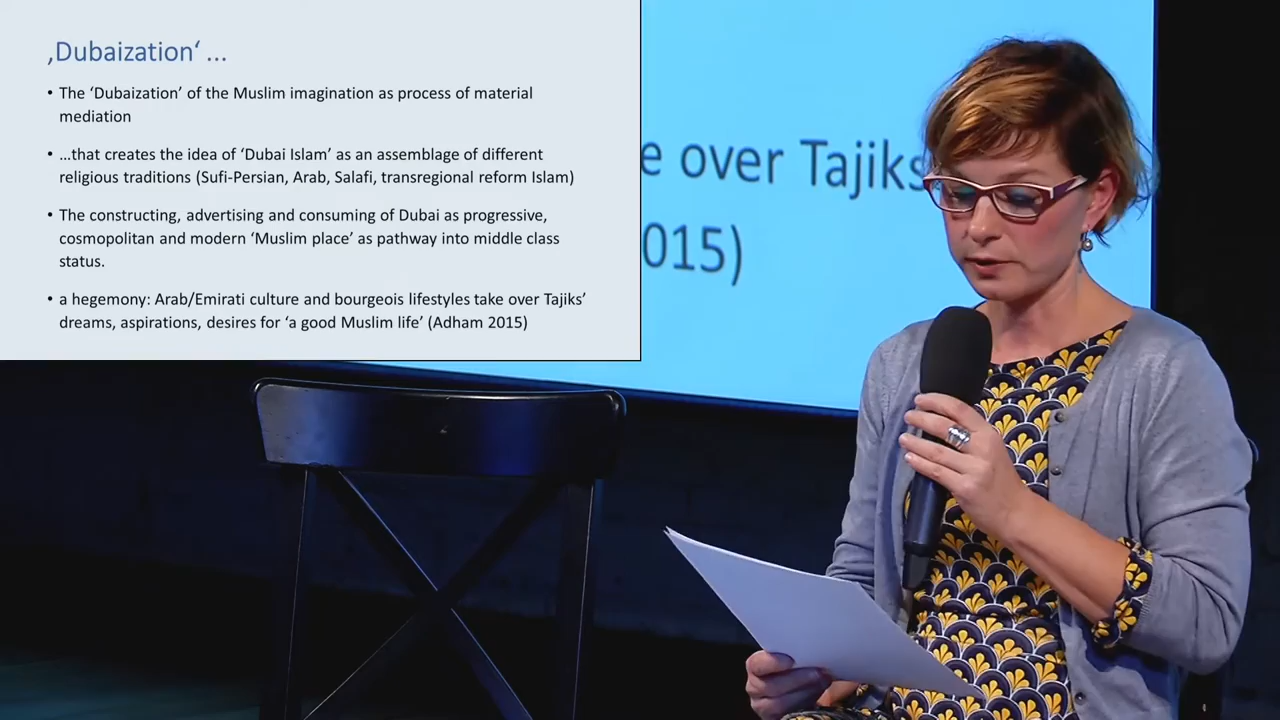 ‚Dubaization‘ ...
• The ‘Dubaization’ of the Muslim imagination as process of material
mediation
• …that creates the idea of ‘Dubai Islam’ as an assemblage of different
religious traditions (Sufi-Persian, Arab, Salafi, transregional reform Islam)
• The constructing, advertising and consuming of Dubai as progressive,
cosmopolitan and modern ‘Muslim place’ as pathway into middle class
status.
• a hegemony: Arab/Emirati culture and bourgeois lifestyles take over Tajiks’
dreams, aspirations, desires for ‘a good Muslim life’ (Adham 2015)
e over Tajiks
015)